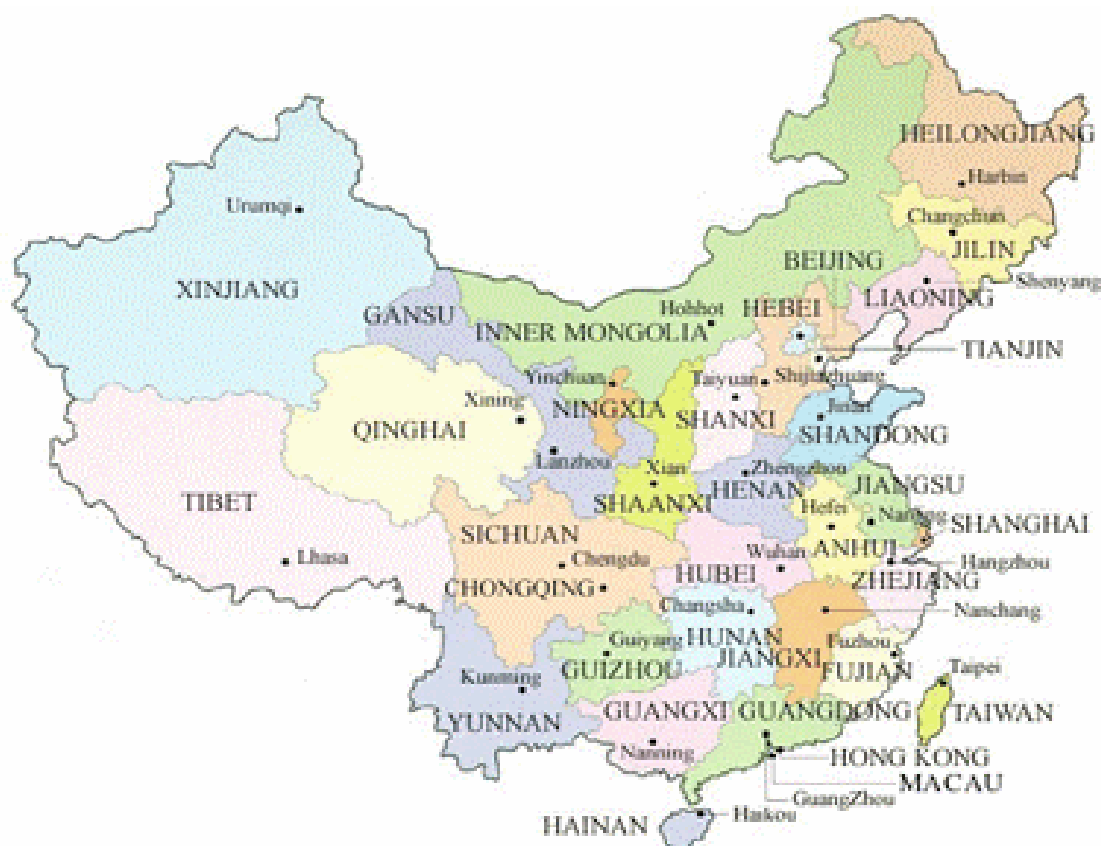 HEILONGJIANG
Harbin
Urumqi
Changchun
JILIN
BEIJING
Shenyang
XINJIANG
LIAONING
GANSU
Hohhot
HEBEI
INNER MONGOLIA
TIANJIN
Yinchuan
Taiyuan
Shijiazhuang
Xining
NINGXIA
Jinan
SHANXI
QINGHAI
SHANDONG
Lanzhou
Xian
Zhengzhou
JIANGSU
HENAN
TIBET
SHAANXI
Hefei
Nanjing
SHANGHAI
SICHUAN
ANHUI
Wuhan
Lhasa
Chengdu
Hangzhou
HUBEI
ZHEJIANG
CHONGQING
Changsha
Nanchang
Guiyang
HUNAN
Fuzhou
JIANGXI
GUIZHOU
FUJIAN
Taipei
Kunming
GUANGXI
GUANGDONG
TAIWAN
YUNNAN
Nanning
HONG KONG
MACAU
GuangZhou
Haikou
HAINAN